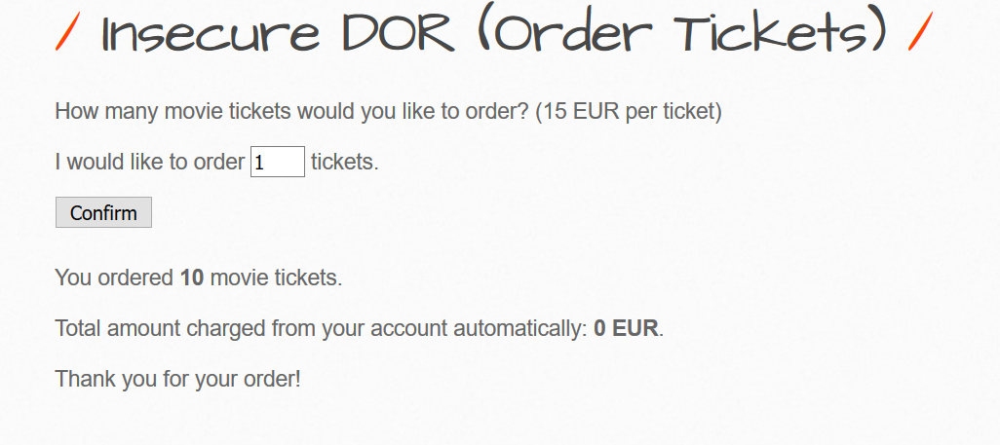 / Insecure DOR (Order Tickets) /
How many movie tickets would you like to order? (15 EUR per ticket)
I would like to order 1 tickets.
Confirm
You ordered 10 movie tickets.
Total amount charged from your account automatically: 0 EUR.
Thank you for your order!